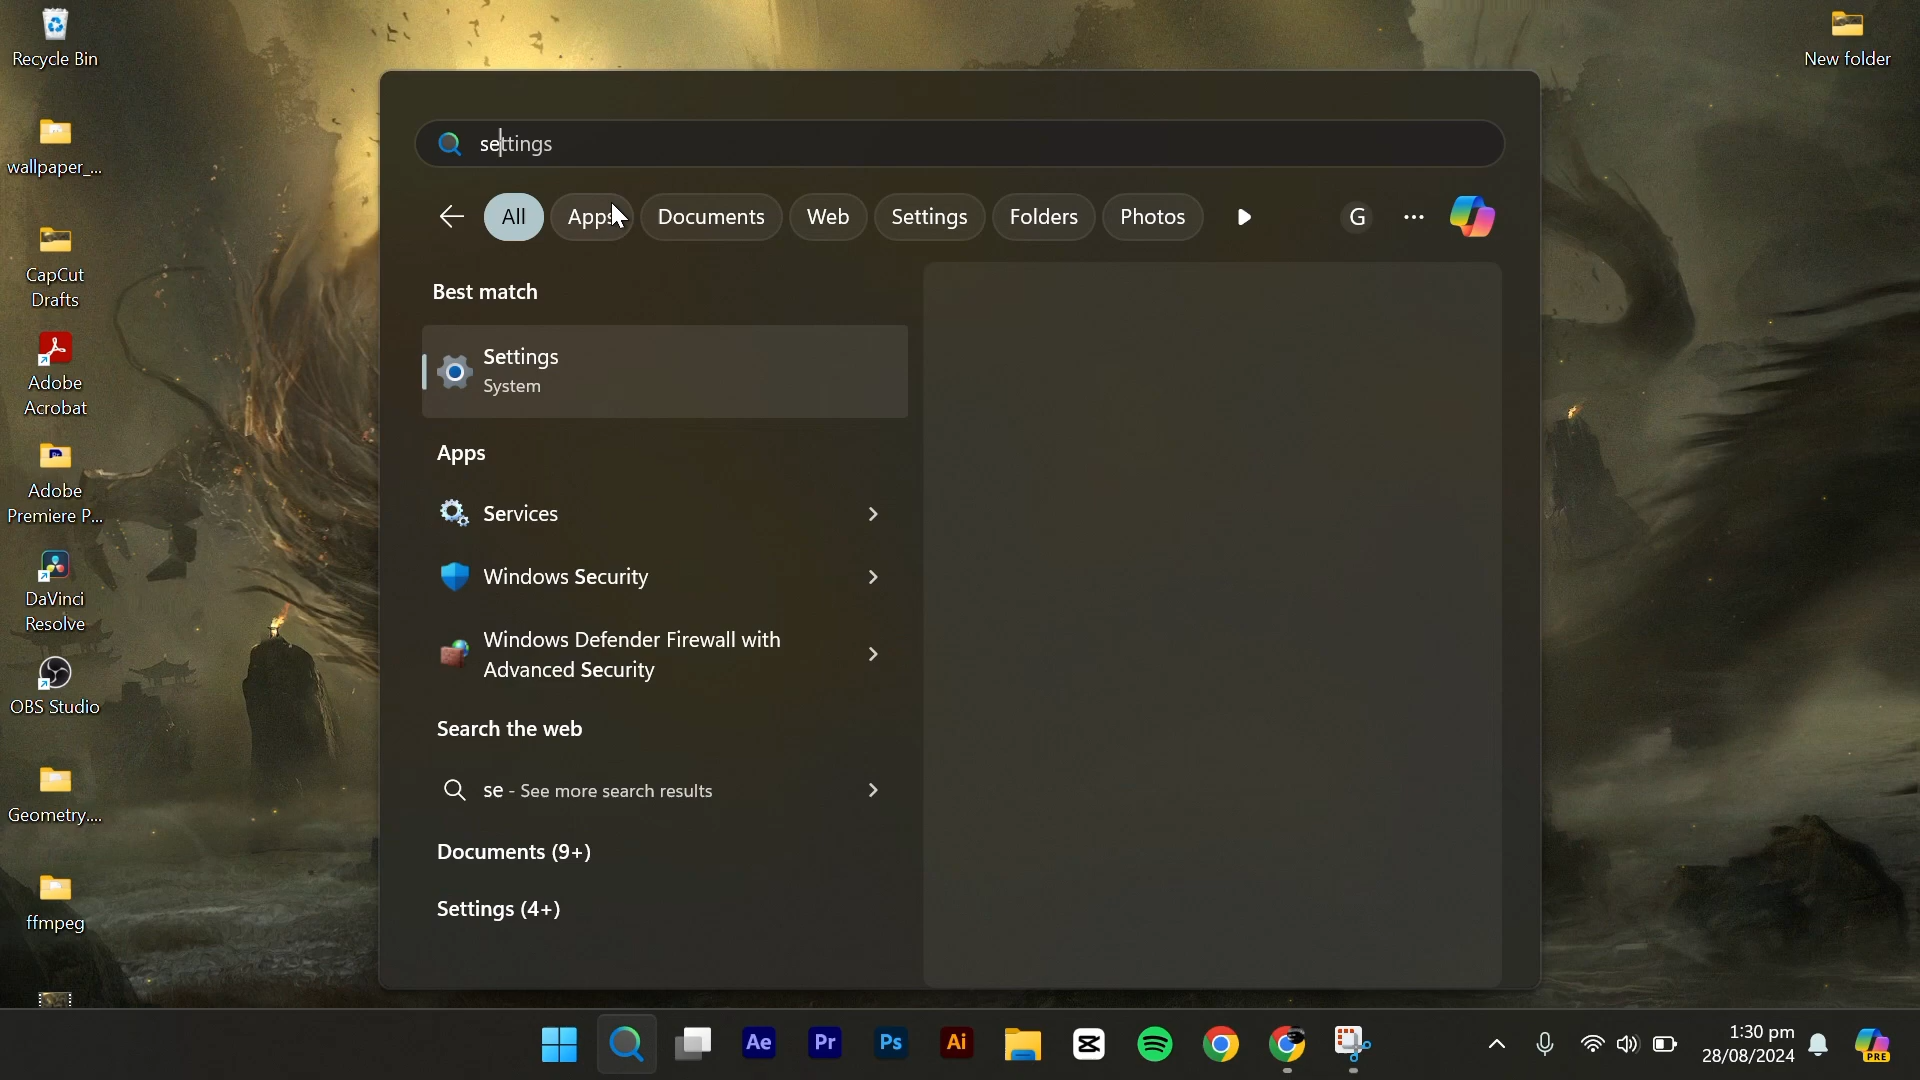 Recycle Bin
wallpaper_...
CapCut
Drafts
Adobe
Acrobat
Adobe
Premiere P...
DaVinci
Resolve
OBS Studio
Geometry....
ffmpeg
New folder
settings
All
Apps
Documents
Web
Settings
Folders
Photos
G
Best match
Settings
System
Apps
Services
Windows Security
Windows Defender Firewall with
Advanced Security
Search the web
se - See more search results
Documents (9+)
Settings (4+)
Ae
Pr
Ps
Ai
1:30 pm
28/08/2024
PRE